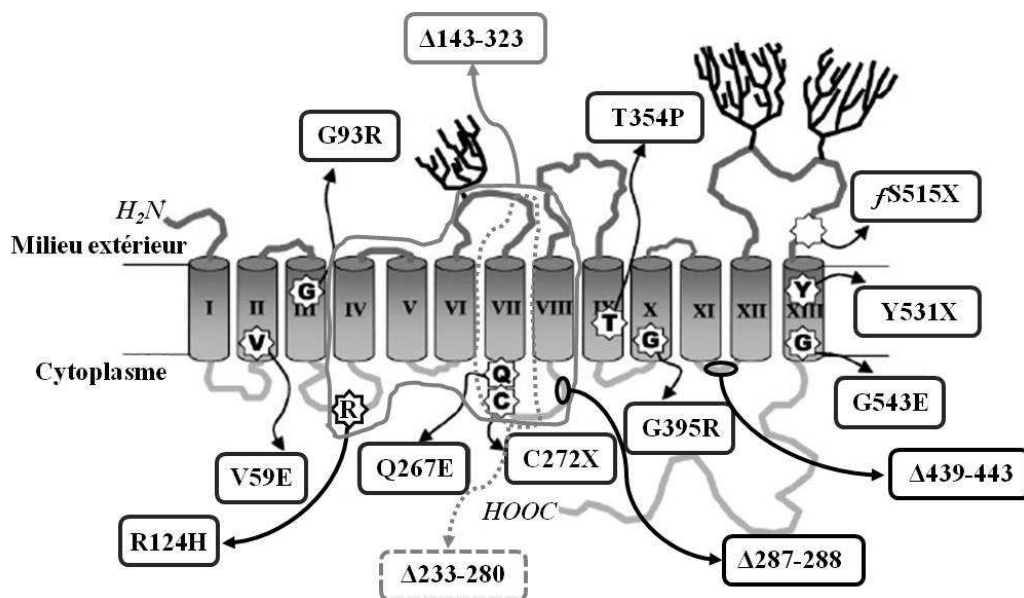 Δ143-323
T354P
G93R
ƒS515X
H₂N
Milieu extérieur
I
II
III
IV
V
VI
VII
VIII
IX
X
XI
XII
XIII
G
V
R
Q
C
T
G
Y
G
Y531X
Cytoplasme
G543E
G395R
V59E
Q267E
C272X
Δ439-443
HOOC
R124H
Δ233-280
Δ287-288